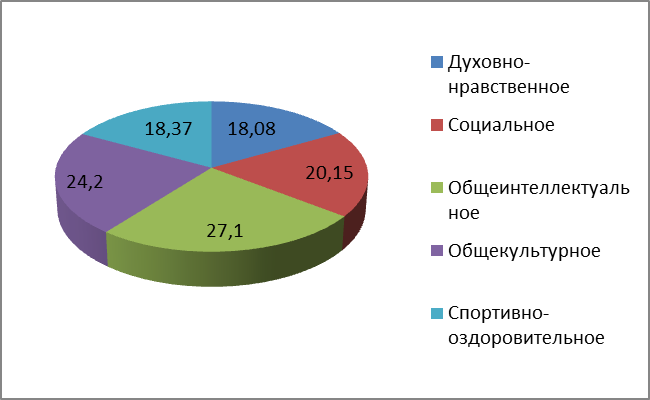 18,37
18,08
20,15
24,2
27,1
Духовно-
нравственное
Социальное
Общеинтеллектуаль
ное
Общекультурное
Спортивно-
оздоровительное